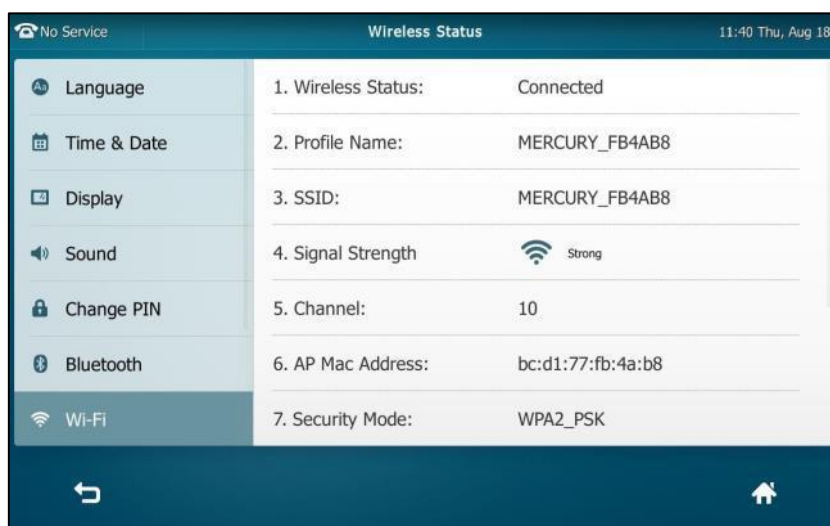 No Service
Wireless Status
11:40 Thu, Aug 18
Language
Time & Date
Display
Sound
Change PIN
Bluetooth
Wi-Fi
1. Wireless Status: Connected
2. Profile Name: MERCURY_FB4AB8
3. SSID: MERCURY_FB4AB8
4. Signal Strength Strong
5. Channel: 10
6. AP Mac Address: bc:d1:77:fb:4a:b8
7. Security Mode: WPA2_PSK